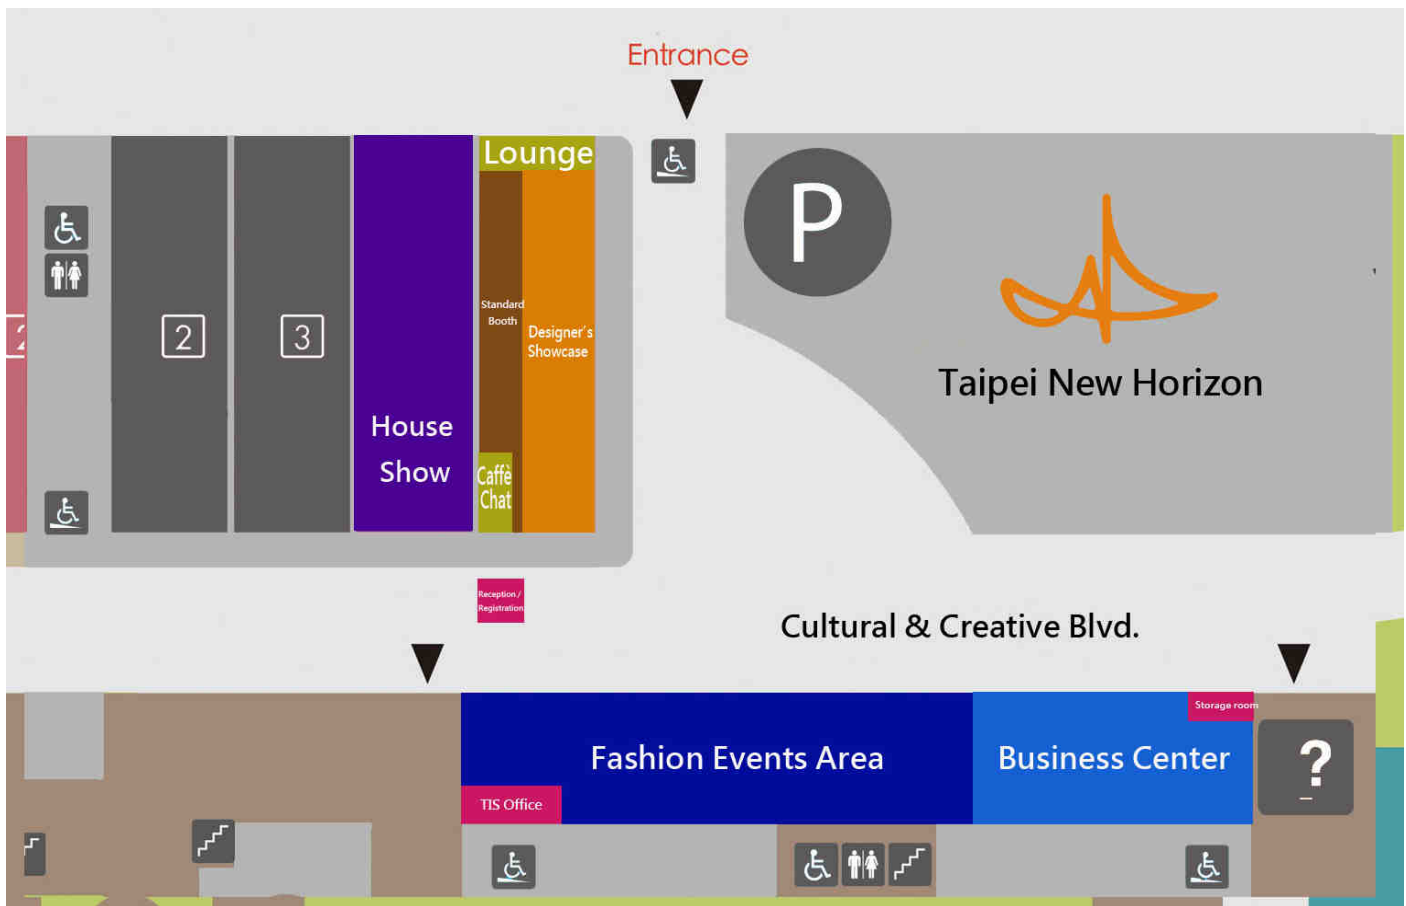 Entrance
Lounge
P
Standard
Booth
Designer's
Showcase
2
2
3
Taipei New Horizon
House
Show
Caffè
Chat
Reception /
Registration
Cultural & Creative Blvd.
Storage room
Fashion Events Area
Business Center
?
TIS Office